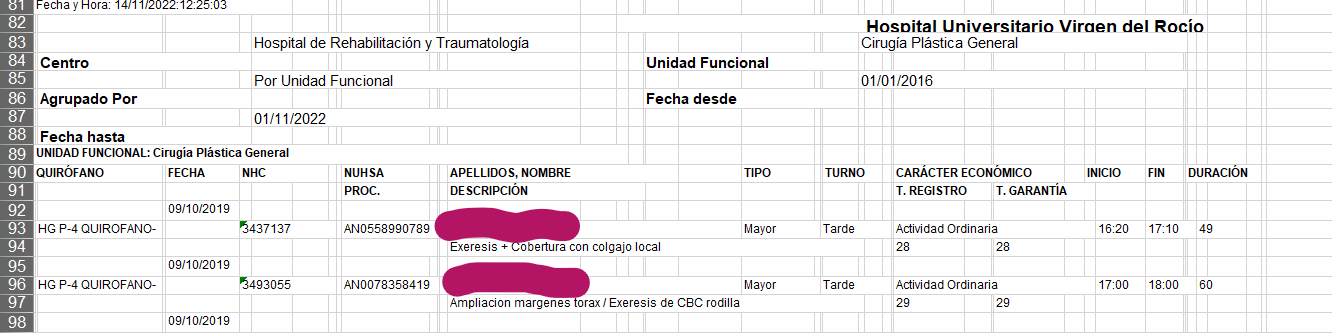 81 Fecha y Hora: 14/11/2022:12:25:03
82 Hospital Universitario Virgen del Rocío
83 Hospital de Rehabilitación y Traumatología Cirugía Plástica General
84 Centro Unidad Funcional
85 Por Unidad Funcional 01/01/2016
86 Agrupado Por Fecha desde
87 01/11/2022
88 Fecha hasta
89 UNIDAD FUNCIONAL: Cirugía Plástica General
90 QUIRÓFANO FECHA NHC NUHSA APELLIDOS, NOMBRE TIPO TURNO CARÁCTER ECONÓMICO INICIO FIN DURACIÓN
91 PROC. DESCRIPCIÓN T. REGISTRO T. GARANTÍA
92 09/10/2019
93 HG P-4 QUIROFANO- 3437137 AN0558990789 Mayor Tarde Actividad Ordinaria 16:20 17:10 49
94 Exeresis + Cobertura con colgajo local 28 28
95 09/10/2019
96 HG P-4 QUIROFANO- 3493055 AN0078358419 Mayor Tarde Actividad Ordinaria 17:00 18:00 60
97 Ampliacion margenes torax / Exeresis de CBC rodilla 29 29
98 09/10/2019